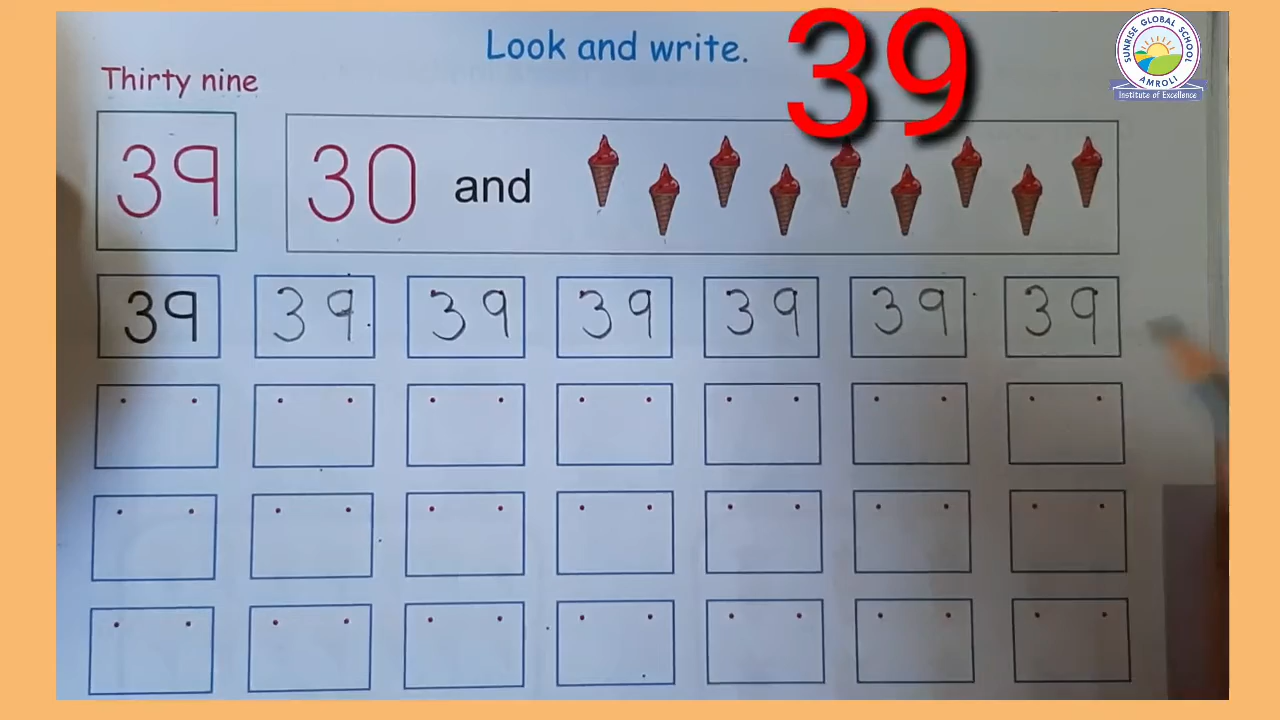 Look and write.
39
SUNRISE GLOBAL SCHOOL
AMROLI
Institute of Excellence
Thirty nine
39
30 and
39 39 39 39 39 39 39